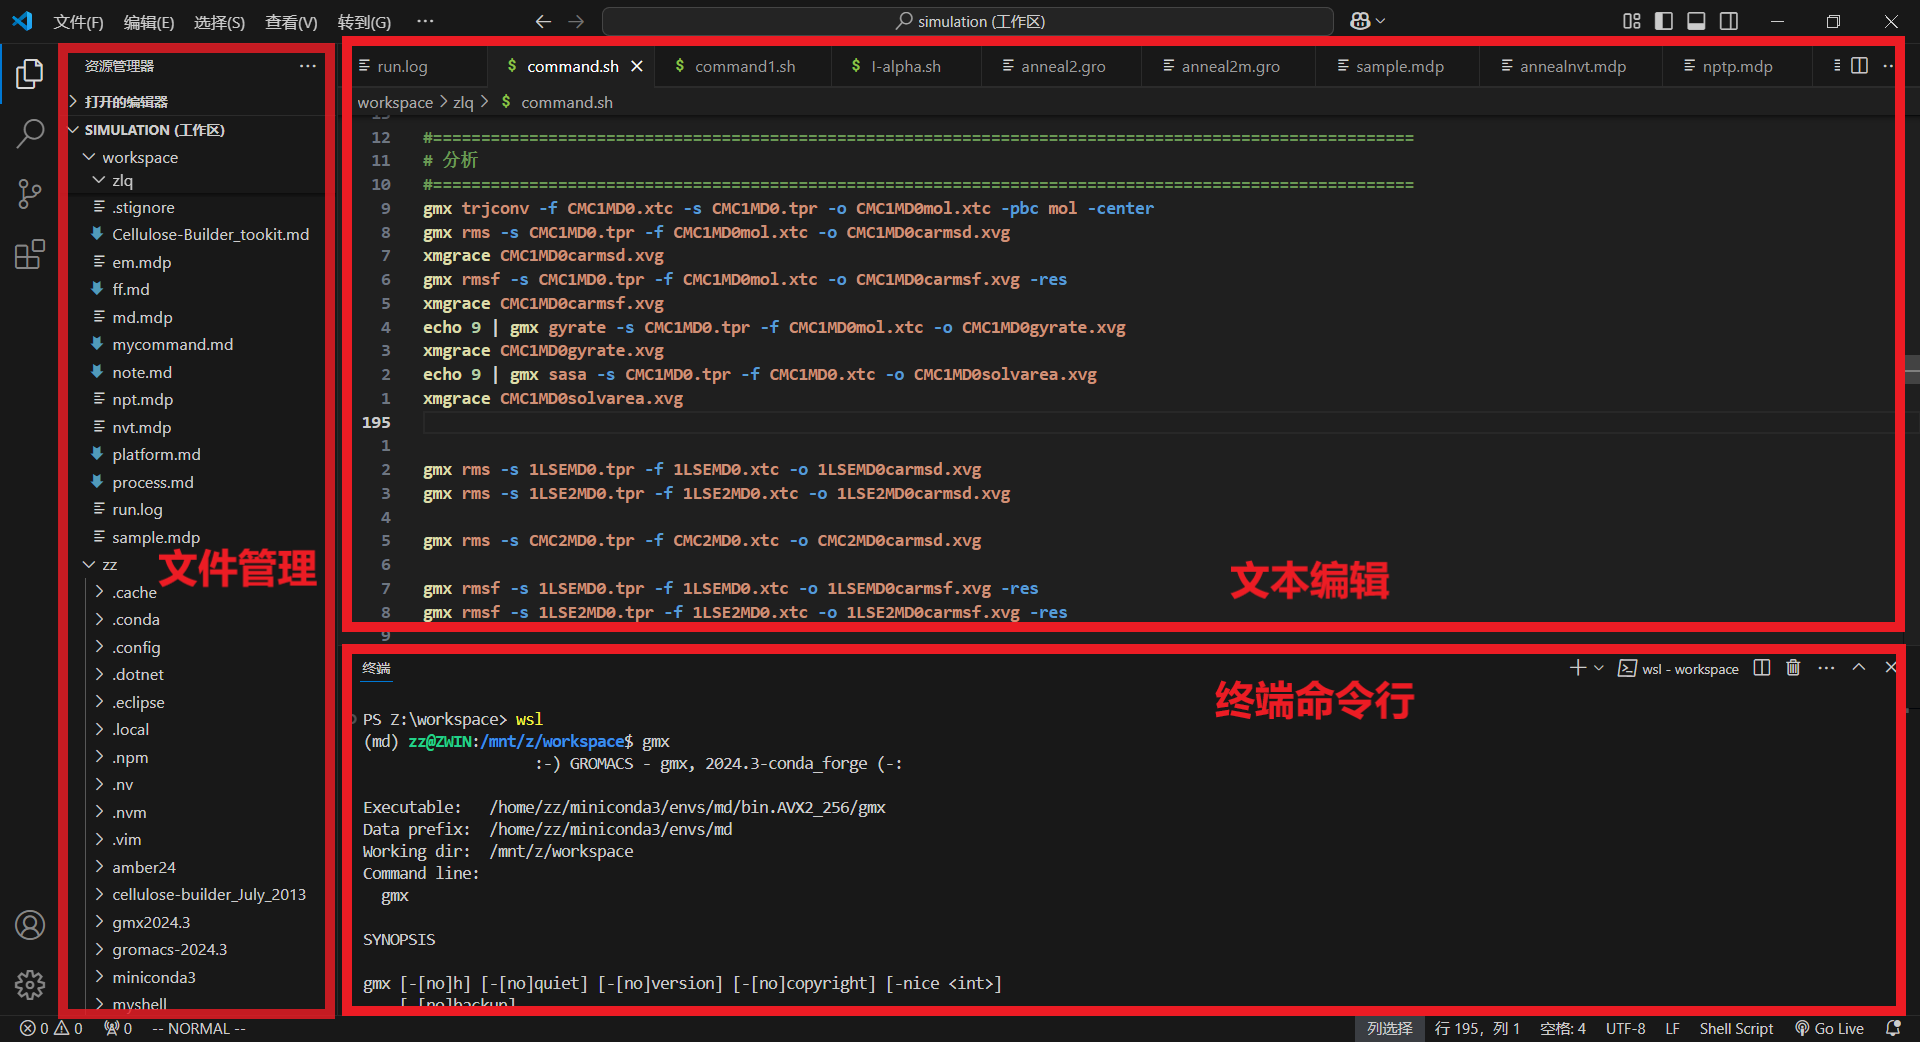 文件(F) 编辑(E) 选择(S) 查看(V) 转到(G) ···
simulation (工作区)
资源管理器
打开的编辑器
SIMULATION (工作区)
workspace
zlq
.stignore
Cellulose-Builder_tookit.md
em.mdp
ff.md
md.mdp
mycommand.md
note.md
npt.mdp
nvt.mdp
platform.md
process.md
run.log
sample.mdp
文件管理
zz
.cache
.conda
.config
.dotnet
.eclipse
.local
.npm
.nv
.nvm
.vim
amber24
cellulose-builder_July_2013
gmx2024.3
gromacs-2024.3
miniconda3
myshell
run.log $ command.sh $ command1.sh $ I-alpha.sh anneal2.gro anneal2m.gro sample.mdp annealnvt.mdp nptp.mdp
workspace > zlq > $ command.sh
13
12 #======================================================================================================
11 # 分析
10 #======================================================================================================
9 gmx trjconv -f CMC1MD0.xtc -s CMC1MD0.tpr -o CMC1MD0mol.xtc -pbc mol -center
8 gmx rms -s CMC1MD0.tpr -f CMC1MD0mol.xtc -o CMC1MD0carmsd.xvg
7 xmgrace CMC1MD0carmsd.xvg
6 gmx rmsf -s CMC1MD0.tpr -f CMC1MD0mol.xtc -o CMC1MD0carmsf.xvg -res
5 xmgrace CMC1MD0carmsf.xvg
4 echo 9 | gmx gyrate -s CMC1MD0.tpr -f CMC1MD0mol.xtc -o CMC1MD0gyrate.xvg
3 xmgrace CMC1MD0gyrate.xvg
2 echo 9 | gmx sasa -s CMC1MD0.tpr -f CMC1MD0.xtc -o CMC1MD0solvarea.xvg
1 xmgrace CMC1MD0solvarea.xvg
195
1
2 gmx rms -s 1LSEMD0.tpr -f 1LSEMD0.xtc -o 1LSEMD0carmsd.xvg
3 gmx rms -s 1LSE2MD0.tpr -f 1LSE2MD0.xtc -o 1LSE2MD0carmsd.xvg
4
5 gmx rms -s CMC2MD0.tpr -f CMC2MD0.xtc -o CMC2MD0carmsd.xvg
6
7 gmx rmsf -s 1LSEMD0.tpr -f 1LSEMD0.xtc -o 1LSEMD0carmsf.xvg -res
8 gmx rmsf -s 1LSE2MD0.tpr -f 1LSE2MD0.xtc -o 1LSE2MD0carmsf.xvg -res
9
文本编辑
终端
wsl - workspace
终端命令行
PS Z:\workspace> wsl
(md) zz@ZWIN:/mnt/z/workspace$ gmx
:-) GROMACS - gmx, 2024.3-conda_forge (-:
Executable: /home/zz/miniconda3/envs/md/bin.AVX2_256/gmx
Data prefix: /home/zz/miniconda3/envs/md
Working dir: /mnt/z/workspace
Command line:
gmx
SYNOPSIS
gmx [-[no]h] [-[no]quiet] [-[no]version] [-[no]copyright] [-nice <int>]
[-[no]backup]
0 0 0 -- NORMAL -- 列选择 行 195，列 1 空格: 4 UTF-8 LF Shell Script Go Live